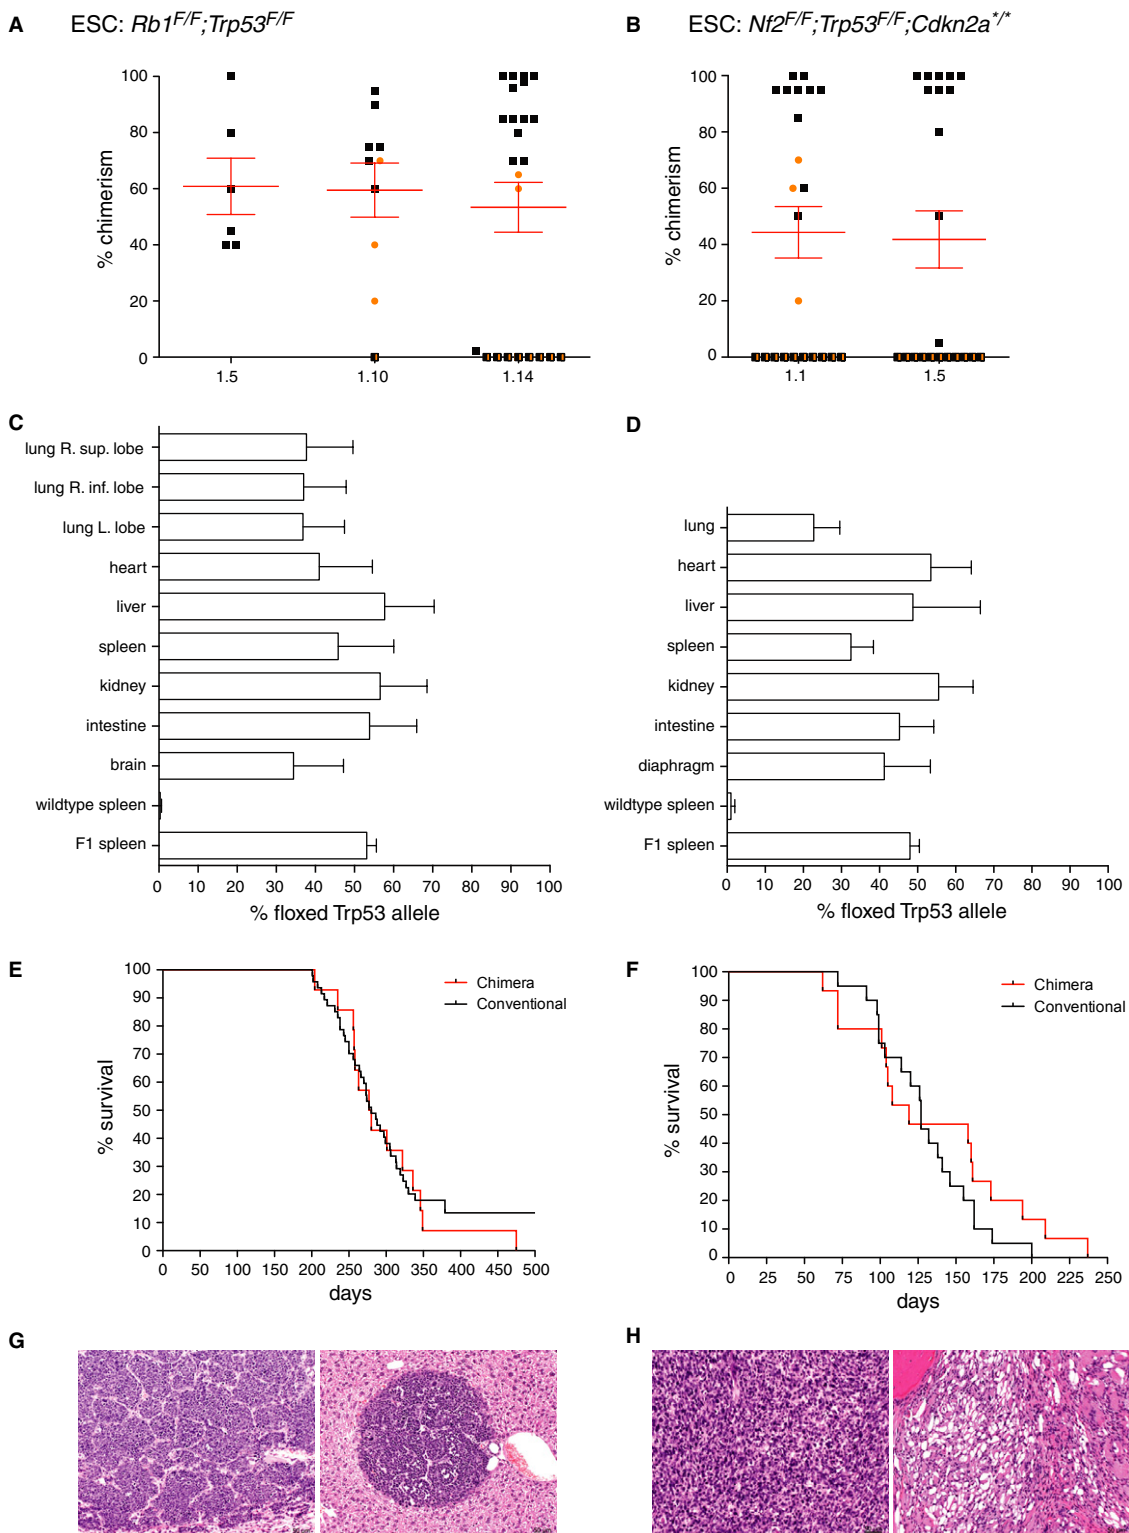 A ESC: Rb1F/F;Trp53F/F
B ESC: Nf2F/F;Trp53F/F;Cdkn2a*/*
% chimerism
100
80
60
40
20
0
1.5 1.10 1.14
% chimerism
100
80
60
40
20
0
1.1 1.5
C
lung R. sup. lobe
lung R. inf. lobe
lung L. lobe
heart
liver
spleen
kidney
intestine
brain
wildtype spleen
F1 spleen
0 10 20 30 40 50 60 70 80 90 100
% floxed Trp53 allele
D
lung
heart
liver
spleen
kidney
intestine
diaphragm
wildtype spleen
F1 spleen
0 10 20 30 40 50 60 70 80 90 100
% floxed Trp53 allele
E
% survival
100
90
80
70
60
50
40
30
20
10
0
Chimera
Conventional
0 50 100 150 200 250 300 350 400 450 500
days
F
% survival
100
90
80
70
60
50
40
30
20
10
0
Chimera
Conventional
0 25 50 75 100 125 150 175 200 225 250
days
G
H